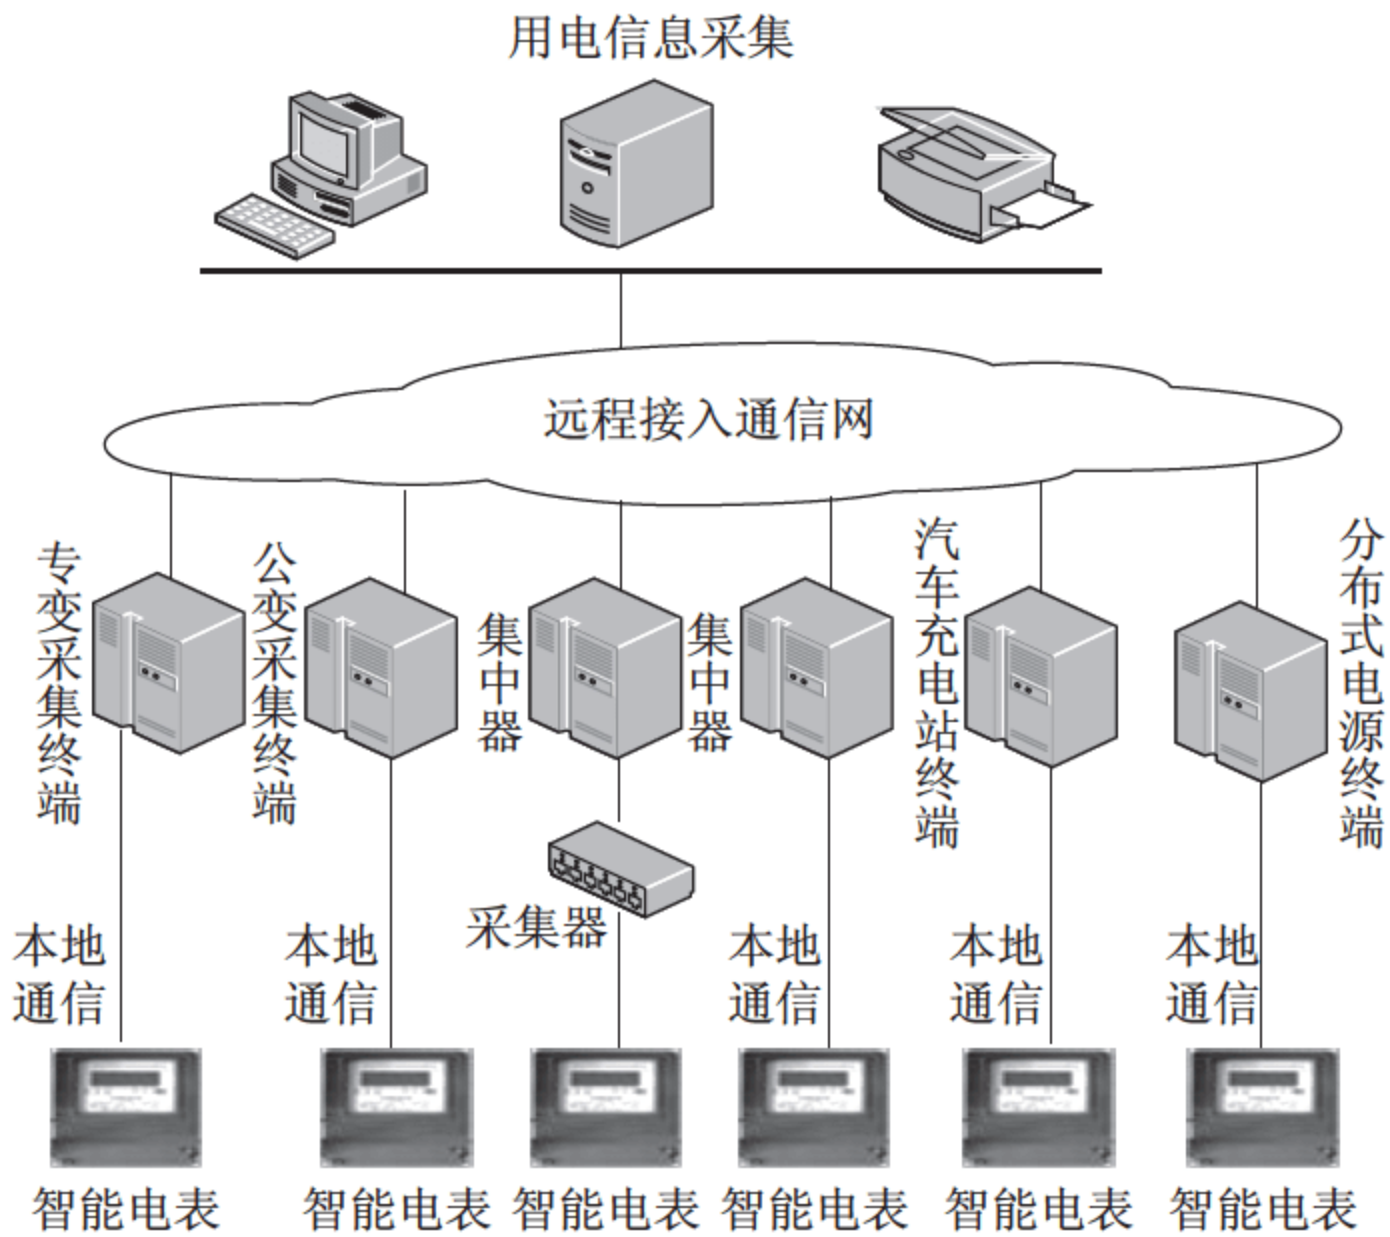 用电信息采集
远程接入通信网
专变采集终端
公变采集终端
集中器
集中器
汽车充电站终端
分布式电源终端
采集器
本地
通信
本地
通信
本地
通信
本地
通信
本地
通信
智能电表
智能电表
智能电表
智能电表
智能电表
智能电表